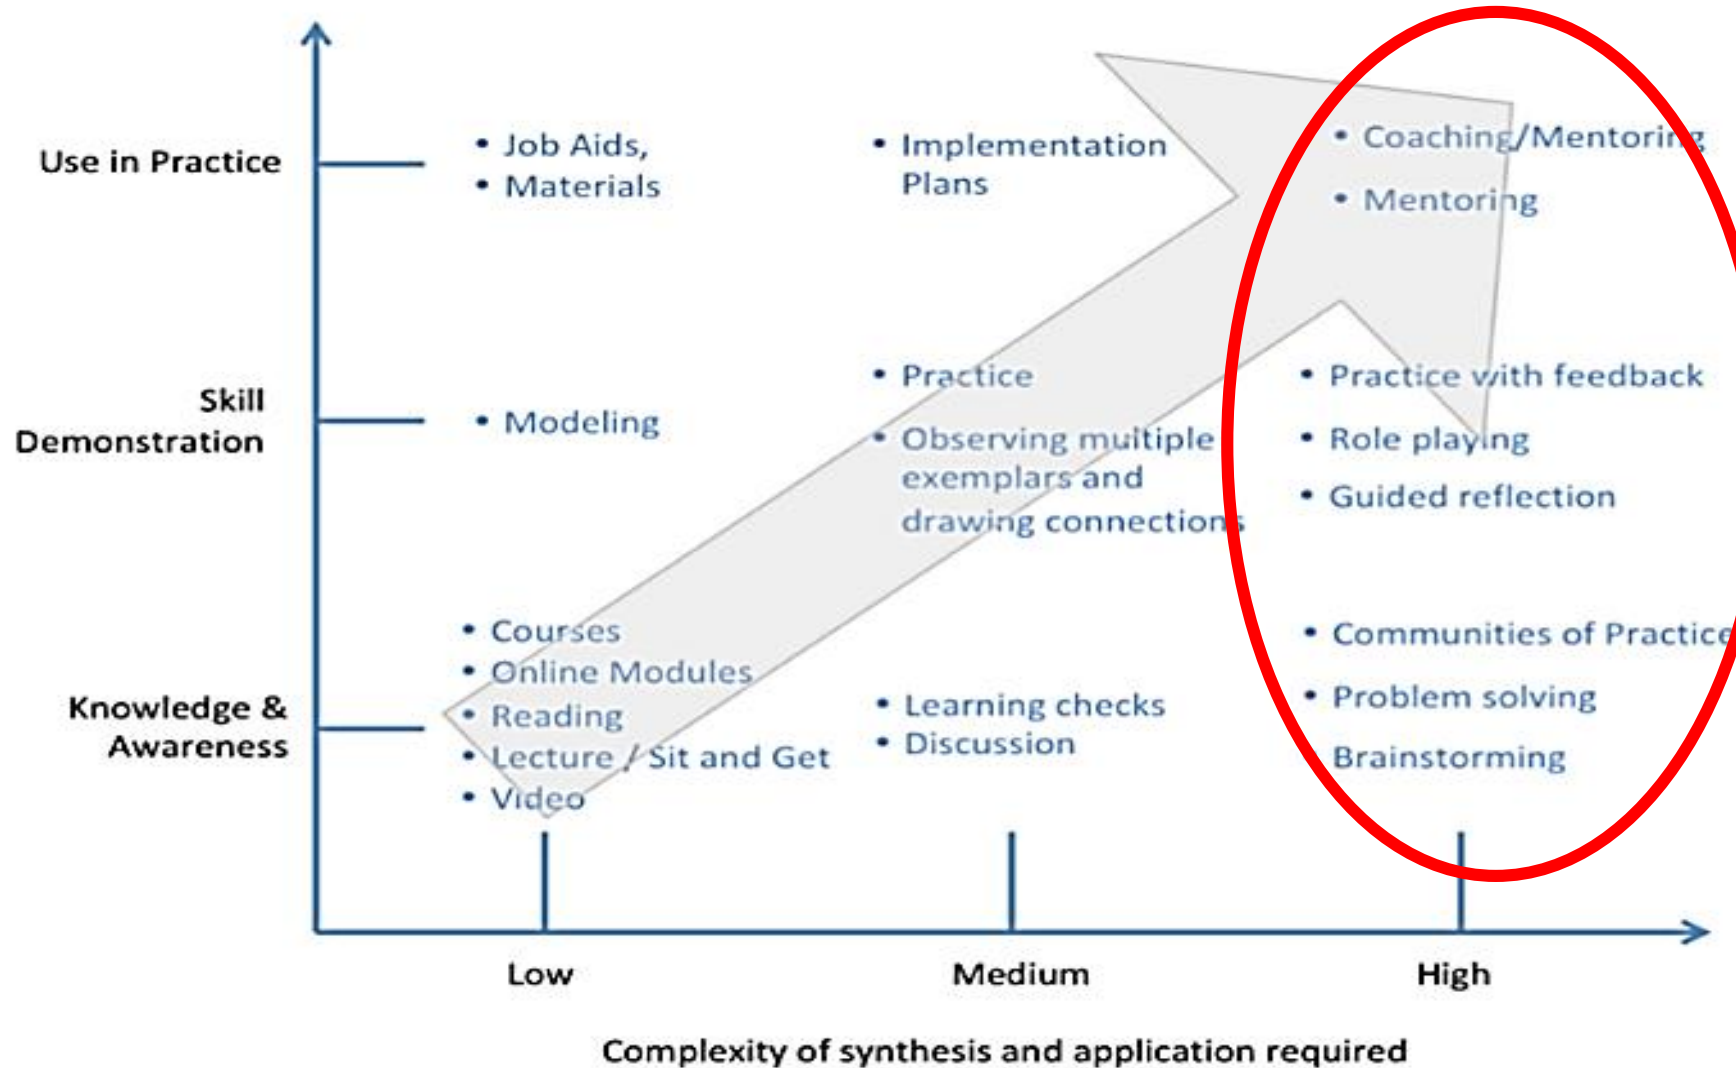 Use in Practice
• Job Aids,
• Materials
• Implementation
Plans
• Coaching/Mentoring
• Mentoring
Skill
Demonstration
• Modeling
• Practice
• Observing multiple
exemplars and
drawing connections
• Practice with feedback
• Role playing
• Guided reflection
Knowledge &
Awareness
• Courses
• Online Modules
• Reading
• Lecture / Sit and Get
• Video
• Learning checks
• Discussion
• Communities of Practice
• Problem solving
Brainstorming
Low
Medium
High
Complexity of synthesis and application required